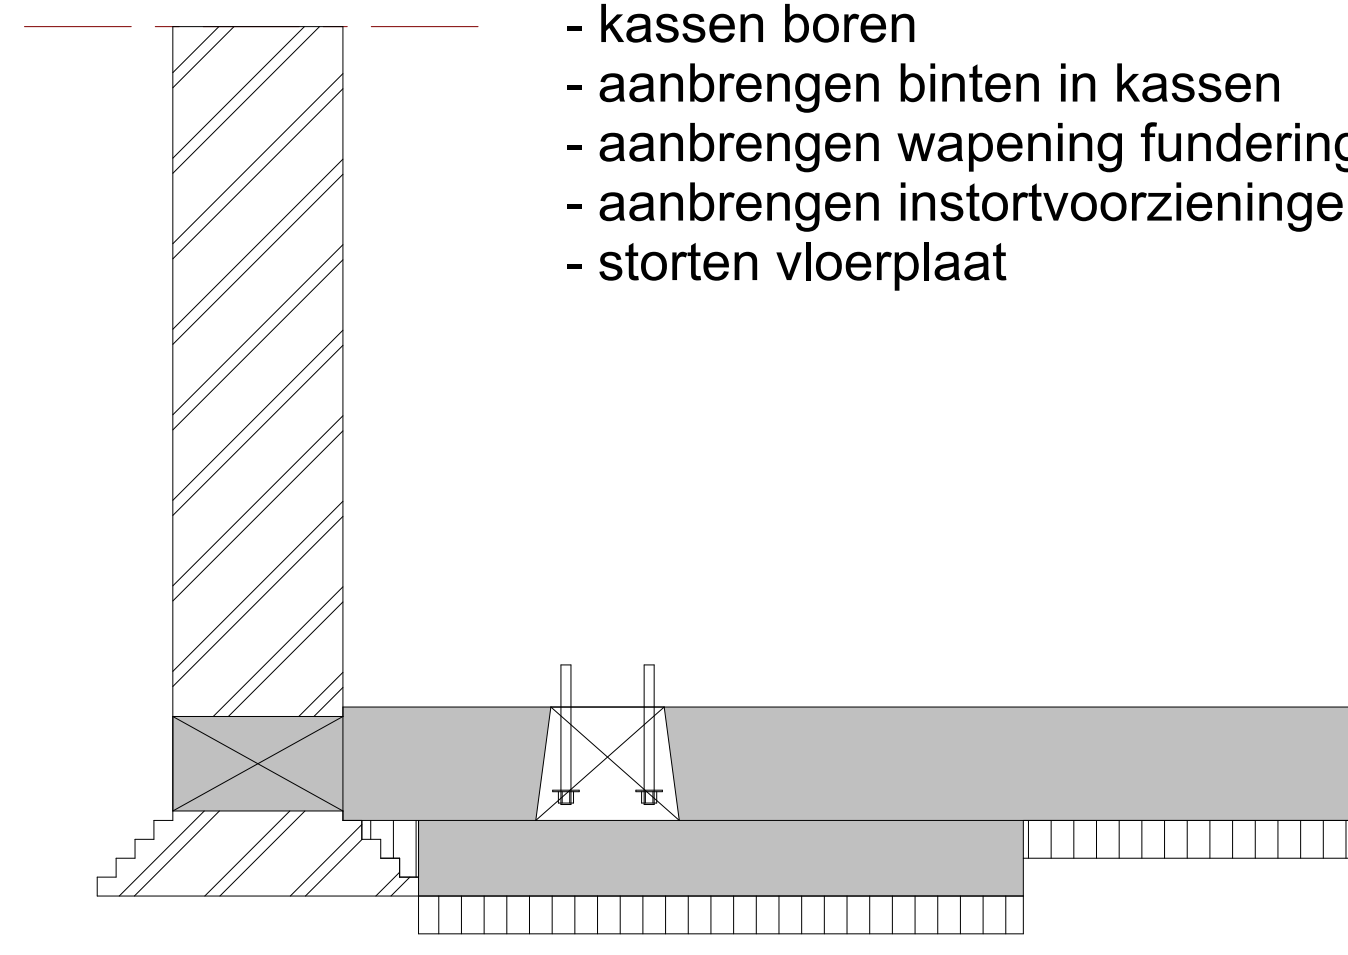 - kassen boren
- aanbrengen binten in kassen
- aanbrengen wapening fundering
- aanbrengen instortvoorzieninge
- storten vloerplaat